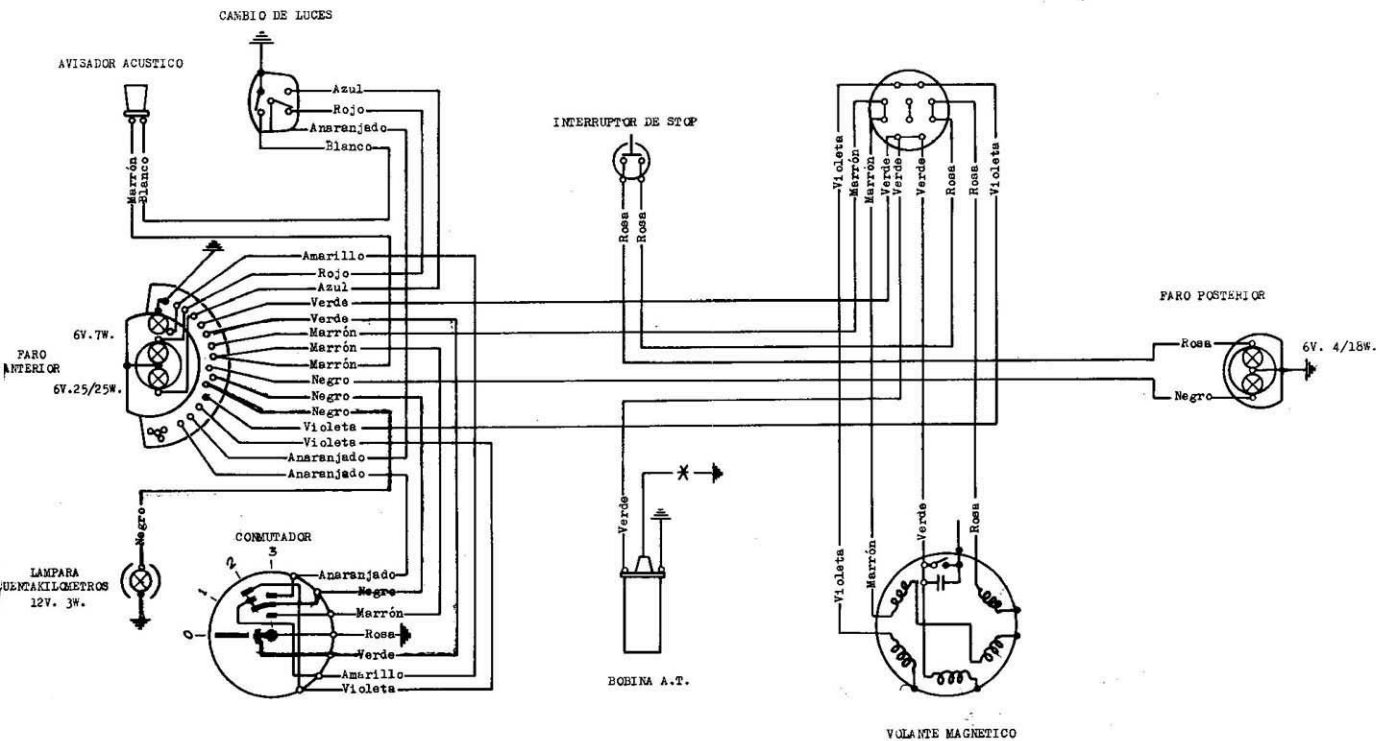 CAMBIO DE LUCES
AVISADOR ACUSTICO
Azul
Rojo
Anaranjado
Blanco
Marrón
Blanco
INTERRUPTOR DE STOP
Rosa
Rosa
Violeta
Marrón
Marrón
Verde
Verde
Verde
Rosa
Rosa
Violeta
Amarillo
Rojo
Azul
Verde
Verde
Marrón
Marrón
Marrón
Negro
Negro
Negro
Violeta
Violeta
Anaranjado
Anaranjado
6V.7W.
FARO
ANTERIOR
6V.25/25W.
FARO POSTERIOR
Rosa
6V. 4/18W.
Negro
Negro
LAMPARA
UENTAKILOMETROS
12V. 3W.
CONMUTADOR
3
2
1
0
Anaranjado
Negro
Marrón
Rosa
Verde
Amarillo
Violeta
Verde
BOBINA A.T.
Violeta
Marrón
Verde
Rosa
VOLANTE MAGNETICO